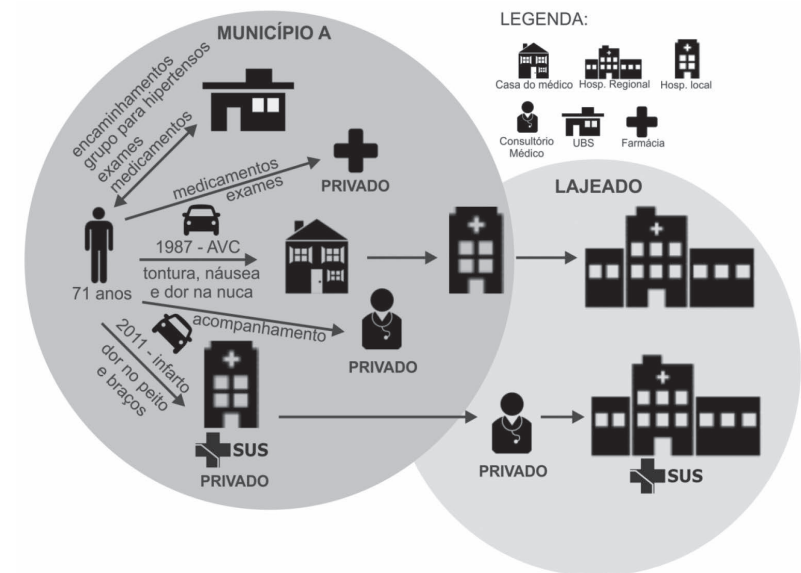 LEGENDA:
Casa do médico
Hosp. Regional
Hosp. local
Consultório
Médico
UBS
Farmácia
MUNICÍPIO A
encaminhamentos
grupo para hipertensos
exames
medicamentos
medicamentos
exames
PRIVADO
1987 - AVC
tontura, náusea
e dor na nuca
71 anos
acompanhamento
PRIVADO
2011 - infarto
dor no peito
e braços
SUS
PRIVADO
LAJEADO
PRIVADO
SUS